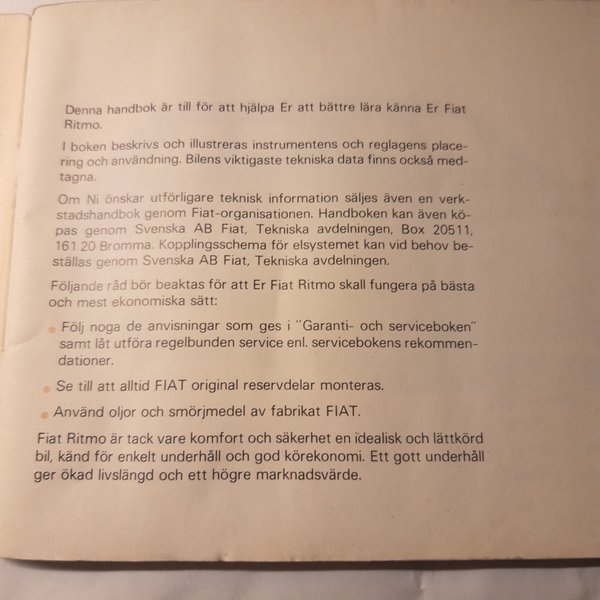 Denna handbok är till för att hjälpa Er att bättre lära känna Er Fiat
Ritmo.
I boken beskrivs och illustreras instrumentens och reglagens place-
ring och användning. Bilens viktigaste tekniska data finns också med-
tagna.
Om Ni önskar utförligare teknisk information säljes även en verk-
stadshandbok genom Fiat-organisationen. Handboken kan även kö-
pas genom Svenska AB Fiat, Tekniska avdelningen, Box 20511,
161 20 Bromma. Kopplingsschema för elsystemet kan vid behov be-
ställas genom Svenska AB Fiat, Tekniska avdelningen.
Följande råd bör beaktas för att Er Fiat Ritmo skall fungera på bästa
och mest ekonomiska sätt:
● Följ noga de anvisningar som ges i "Garanti- och serviceboken"
samt låt utföra regelbunden service enl. servicebokens rekommen-
dationer.
● Se till att alltid FIAT original reservdelar monteras.
● Använd oljor och smörjmedel av fabrikat FIAT.
Fiat Ritmo är tack vare komfort och säkerhet en idealisk och lättkörd
bil, känd för enkelt underhåll och god körekonomi. Ett gott underhåll
ger ökad livslängd och ett högre marknadsvärde.